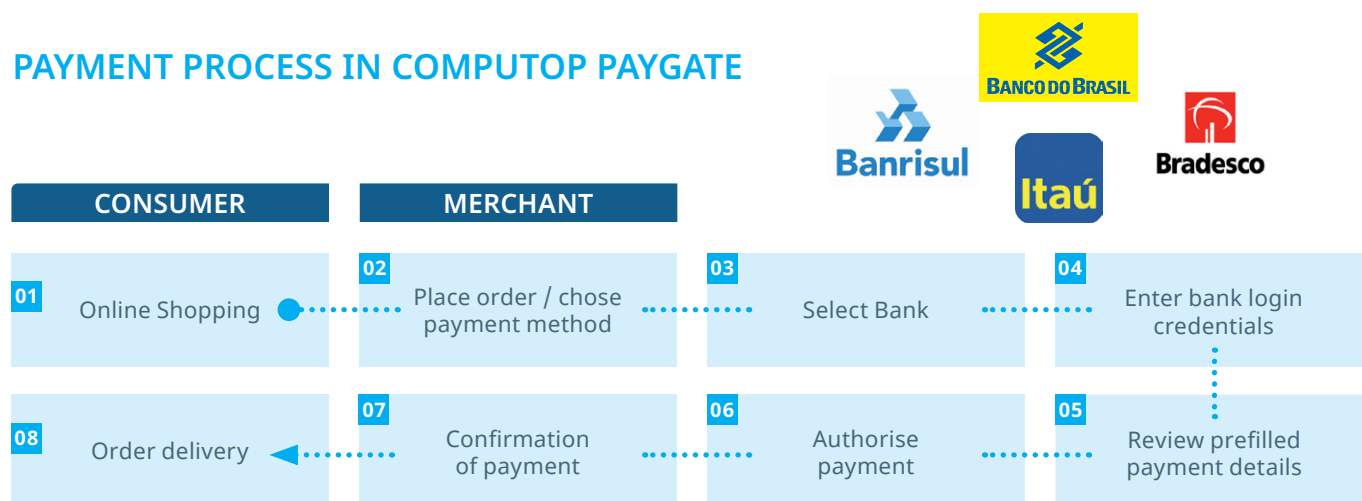 PAYMENT PROCESS IN COMPUTOP PAYGATE
BANCO DO BRASIL
Banrisul
Itaú
Bradesco
CONSUMER
MERCHANT
01
Online Shopping
02
Place order / chose
payment method
03
Select Bank
04
Enter bank login
credentials
05
Review prefilled
payment details
06
Authorise
payment
07
Confirmation
of payment
08
Order delivery